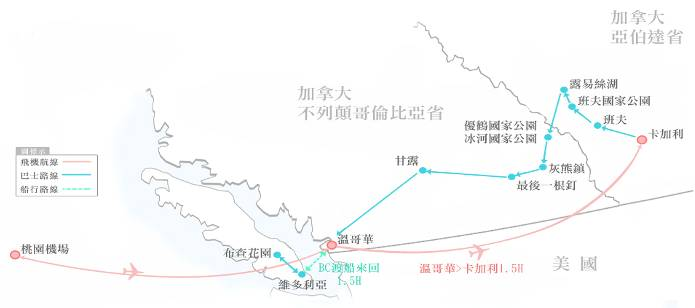 加拿大
亞伯達省
加拿大
不列顛哥倫比亞省
露易絲湖
班夫國家公園
班夫
卡加利
優鶴國家公園
冰河國家公園
甘露
灰熊鎮
最後一根釘
圖標示
飛機航線
巴士路線
船行路線
溫哥華
桃園機場
布查花園
維多利亞
BC渡船來回
1.5H
溫哥華>卡加利1.5H
美國